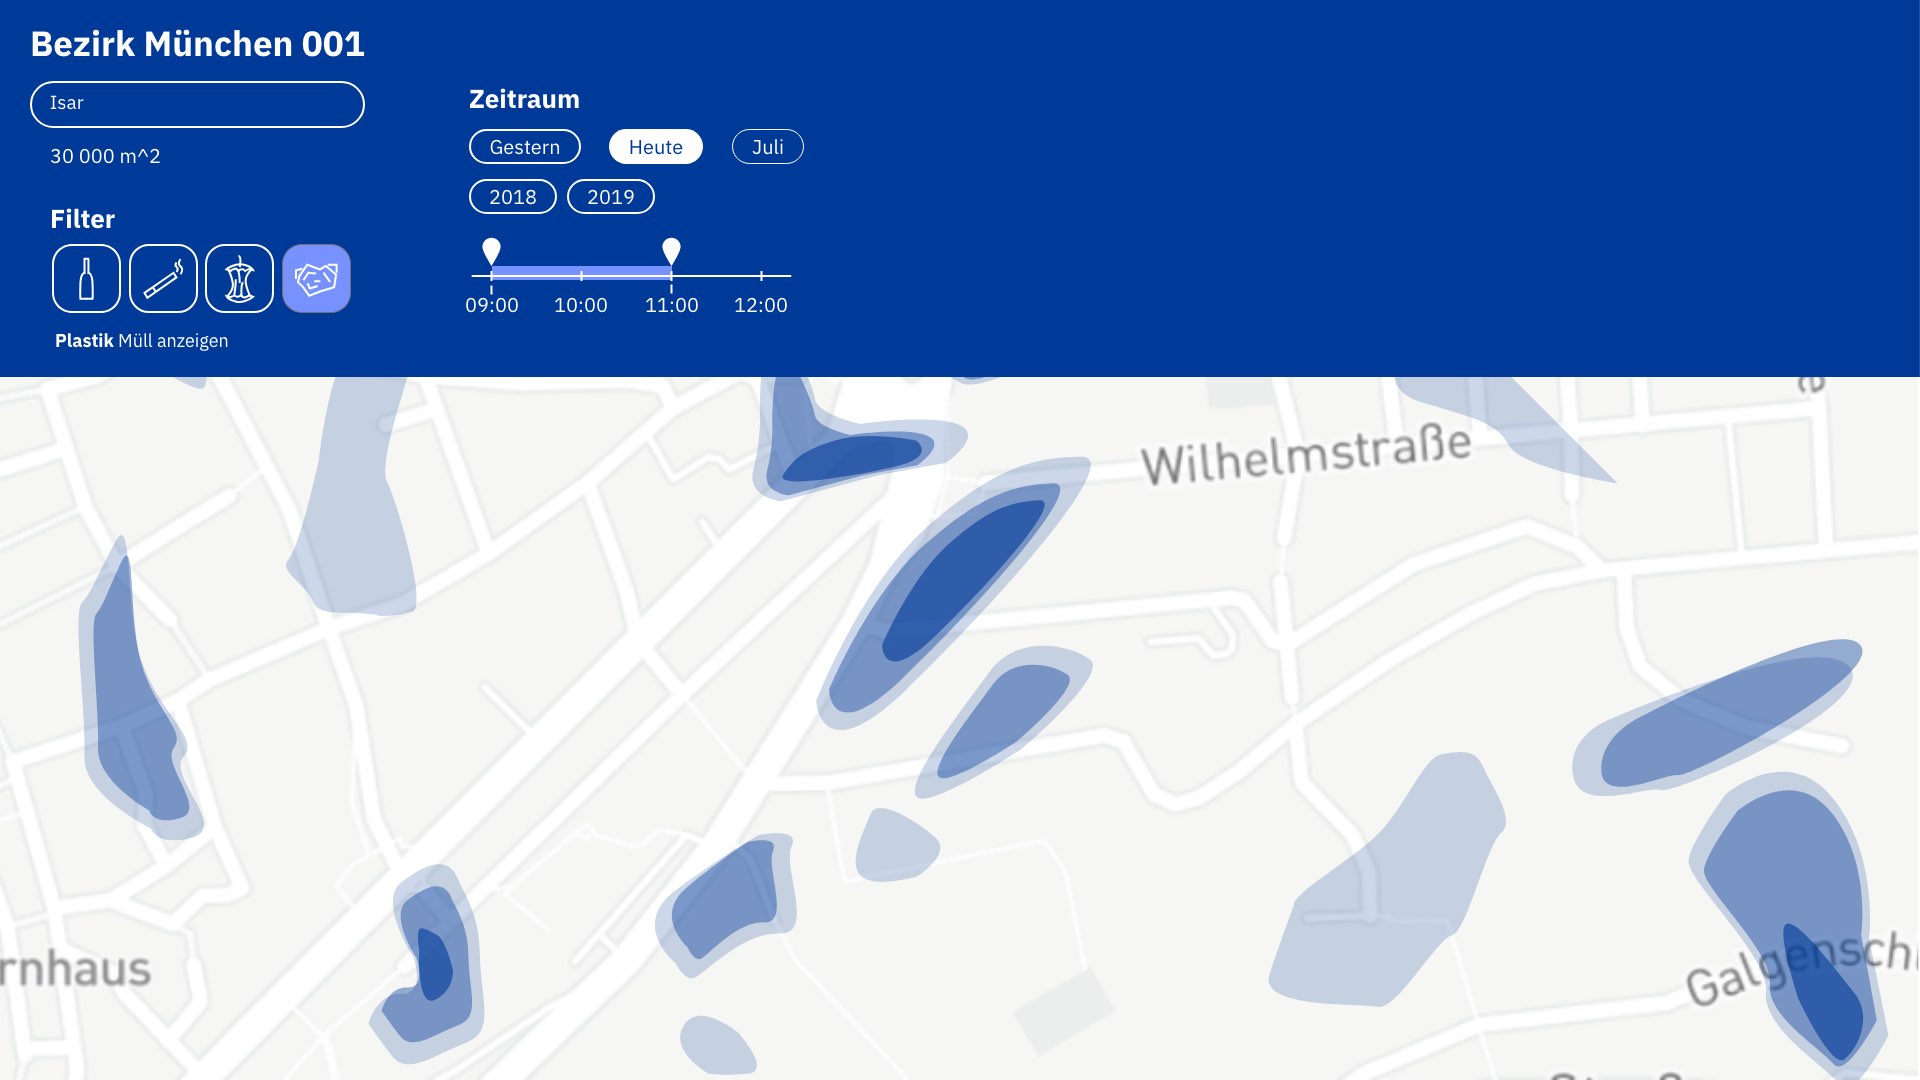 Bezirk München 001
Isar
30 000 m^2
Filter
Plastik Müll anzeigen
Zeitraum
Gestern
Heute
Juli
2018
2019
09:00
10:00
11:00
12:00
Wilhelmstraße
rnhaus
Galgenschl